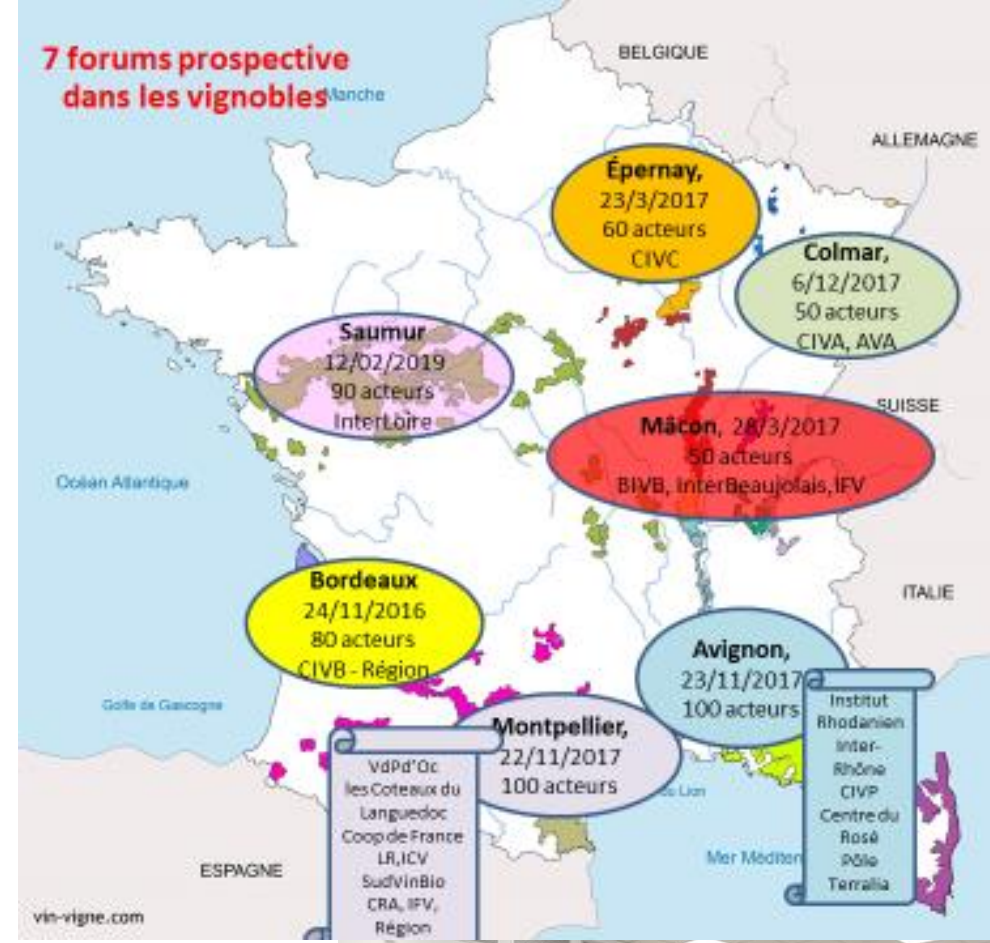 7 forums prospective
dans les vignobles
Manche
BELGIQUE
ALLEMAGNE
Épernay,
23/3/2017
60 acteurs
CIVC
Colmar,
6/12/2017
50 acteurs
CIVA, AVA
Saumur
12/02/2019
90 acteurs
InterLoire
SUISSE
Mâcon, 28/3/2017
50 acteurs
BIVB, InterBeaujolais,IFV
Océan Atlantique
Bordeaux
24/11/2016
80 acteurs
CIVB - Région
ITALIE
Avignon,
23/11/2017
100 acteurs
Institut
Rhodanien
Inter-
Rhône
CIVP
Centre du
Rosé
Pôle
Terralia
Golfe de Gascogne
Montpellier,
22/11/2017
100 acteurs
VdPd'Oc
les Coteaux du
Languedoc
Coop de France
LR,ICV
SudVinBio
CRA, IFV,
Région
Lion
Mer Méditen
ESPAGNE
vin-vigne.com